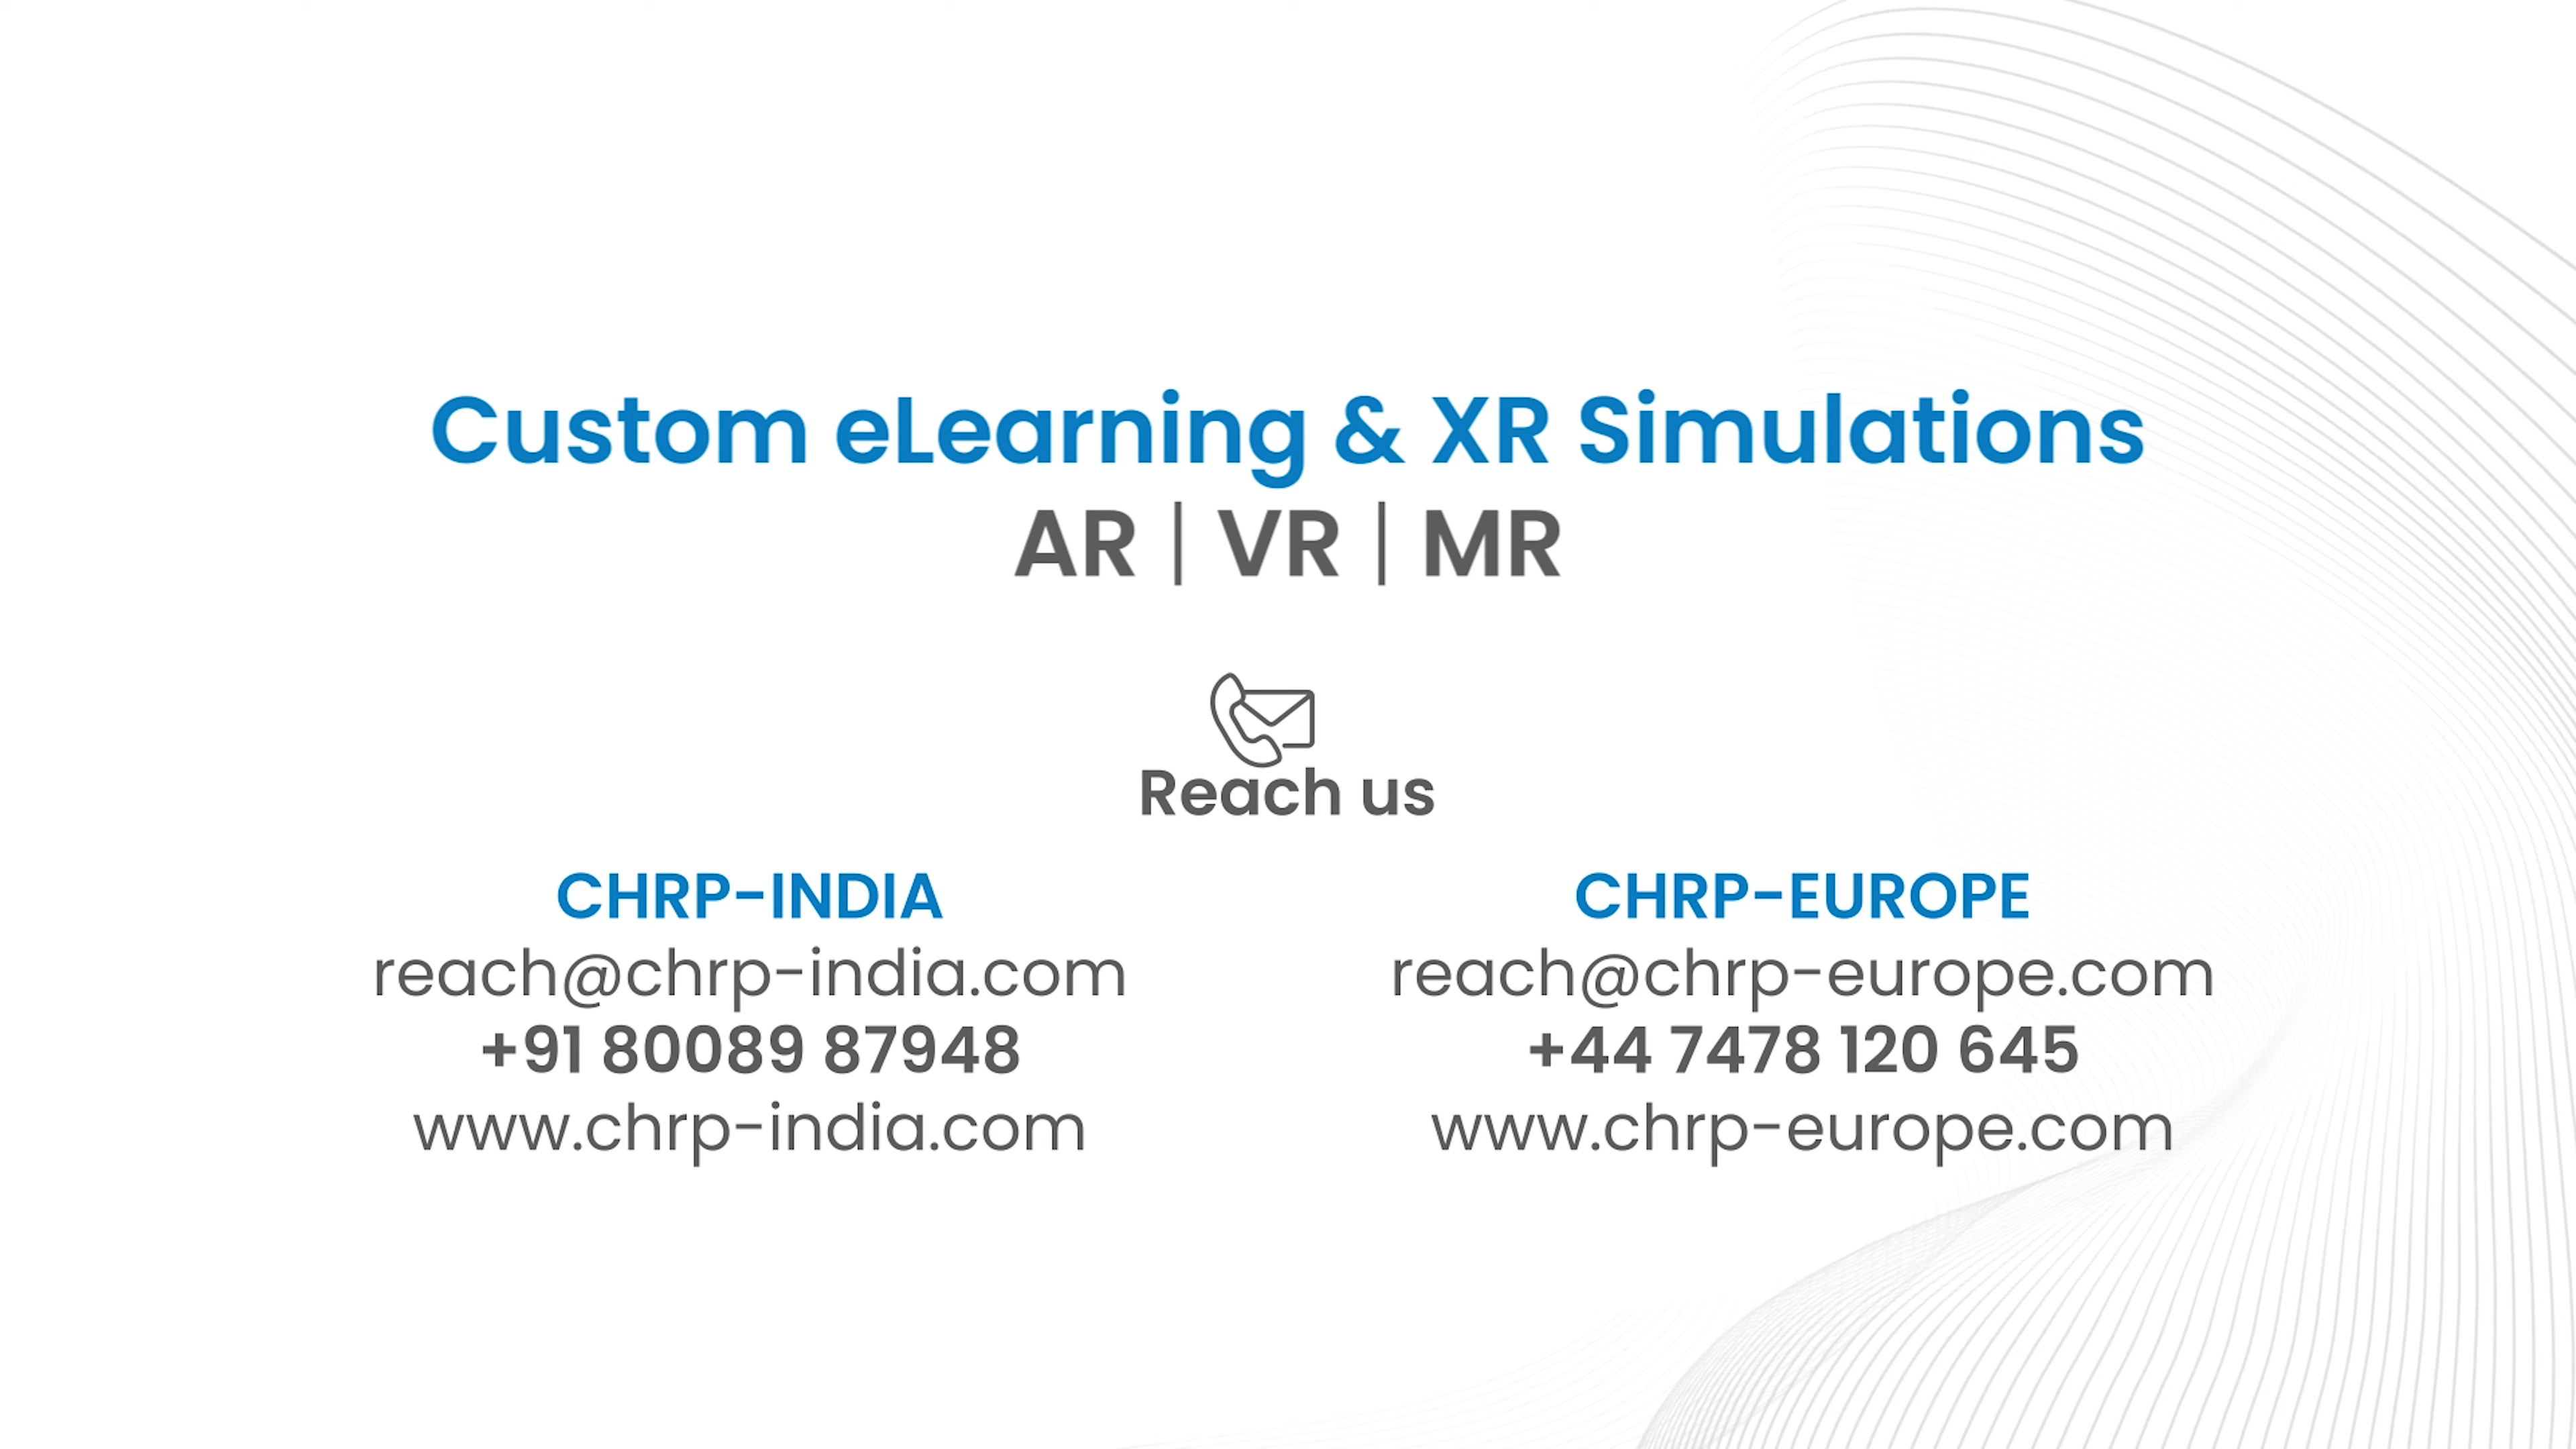 Custom eLearning & XR Simulations
AR | VR | MR
Reach us
CHRP-INDIA
reach@chrp-india.com
+91 80089 87948
www.chrp-india.com
CHRP-EUROPE
reach@chrp-europe.com
+44 7478 120 645
www.chrp-europe.com